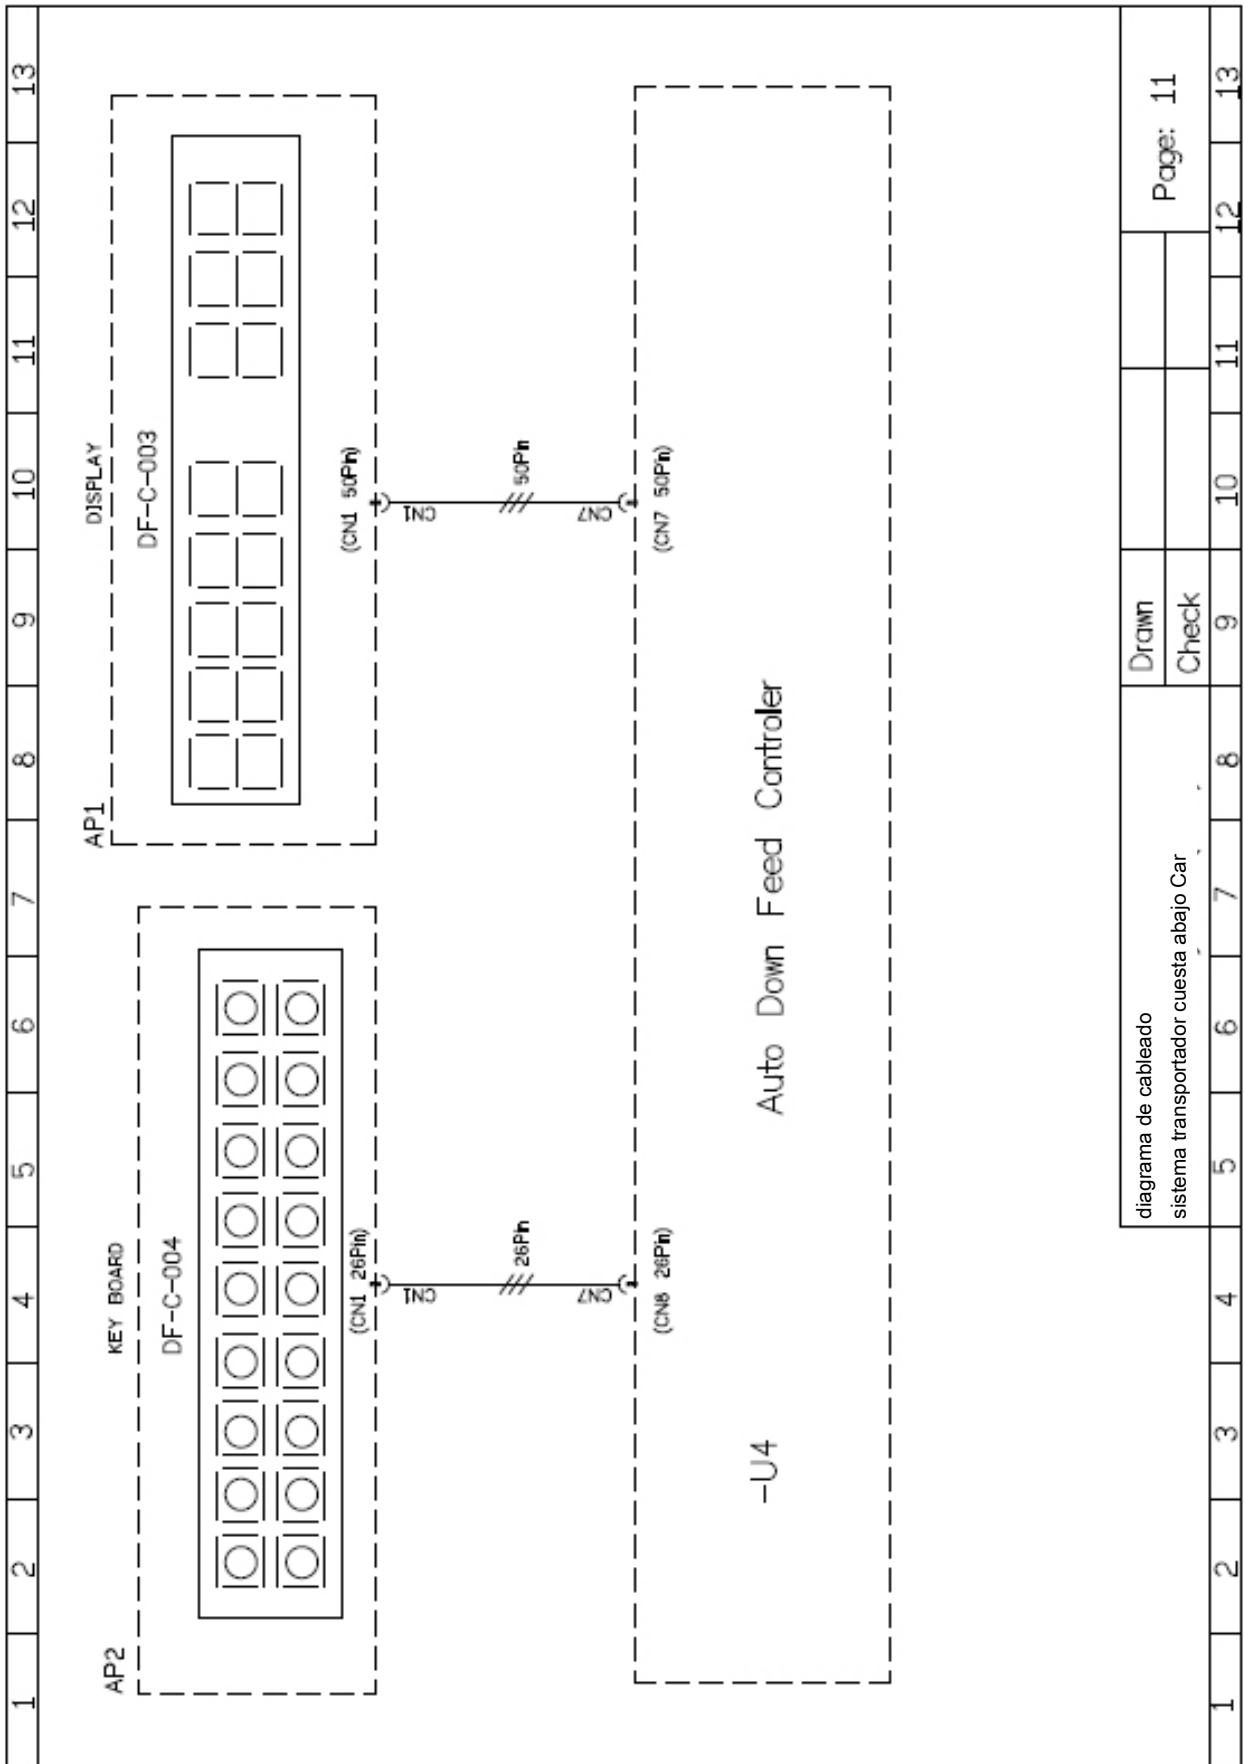 1 2 3 4 5 6 7 8 9 10 11 12 13
KEY BOARD
DISPLAY
AP2
AP1
DF-C-004
DF-C-003
(CN1 26Pin)
(CN1 50Pin)
CN1
CN1
26Pin
50Pin
CN7
CN7
(CN8 26Pin)
(CN7 50Pin)
-U4
Auto Down Feed Controler
diagrama de cableado
sistema transportador cuesta abajo Car
Drawn
Check
Page: 11
1 2 3 4 5 6 7 8 9 10 11 12 13